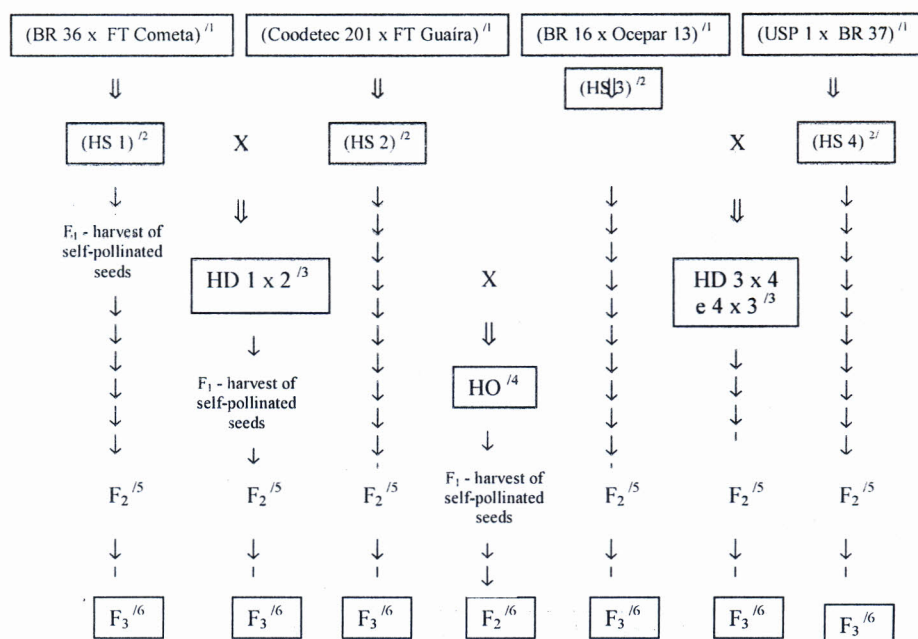 (BR 36 x FT Cometa) /1
(Coodetec 201 x FT Guaíra) /1
(BR 16 x Ocepar 13) /1
(USP 1 x BR 37) /1
(HS 3) /2
(HS 1) /2
X
(HS 2) /2
X
(HS 4) 2/
F1 - harvest of
self-pollinated
seeds
HD 1 x 2 /3
X
HD 3 x 4
e 4 x 3 /3
F1 - harvest of
self-pollinated
seeds
HO /4
F1 - harvest of
self-pollinated
seeds
F2 /5
F2 /5
F2 /5
F2 /5
F2 /5
F2 /5
F3 /6
F3 /6
F3 /6
F2 /6
F3 /6
F3 /6
F3 /6